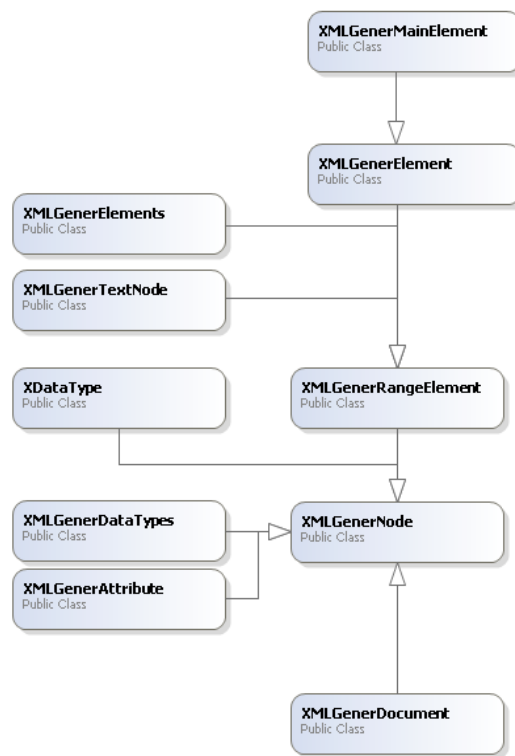 XMLGenerMainElement
Public Class
XMLGenerElement
Public Class
XMLGenerElements
Public Class
XMLGenerTextNode
Public Class
XDataType
Public Class
XMLGenerRangeElement
Public Class
XMLGenerDataTypes
Public Class
XMLGenerNode
Public Class
XMLGenerAttribute
Public Class
XMLGenerDocument
Public Class